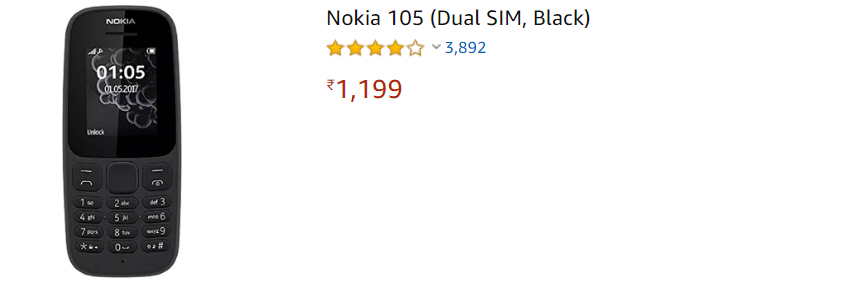 Nokia 105 (Dual SIM, Black)
3,892
₹1,199
NOKIA
01:05
01.05.2017
Unlock
1 2 abc def 3
4 ghi 5 jkl mno 6
7 pqrs 8 tuv wxyz 9
* 0 #